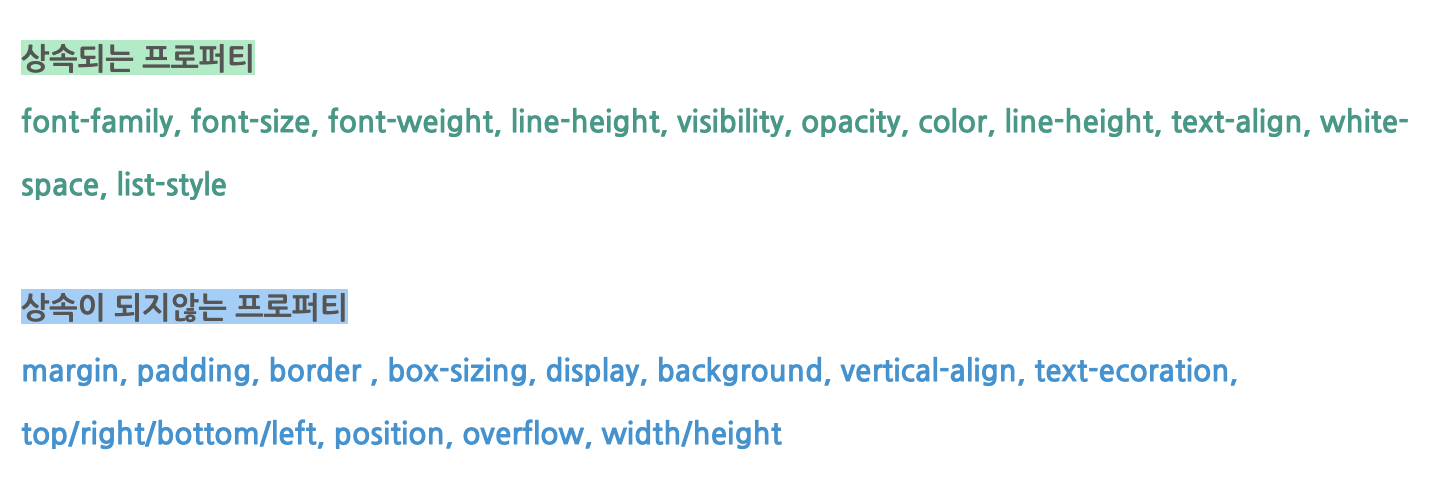 상속되는 프로퍼티
font-family, font-size, font-weight, line-height, visibility, opacity, color, line-height, text-align, white-
space, list-style
상속이 되지않는 프로퍼티
margin, padding, border , box-sizing, display, background, vertical-align, text-ecoration,
top/right/bottom/left, position, overflow, width/height